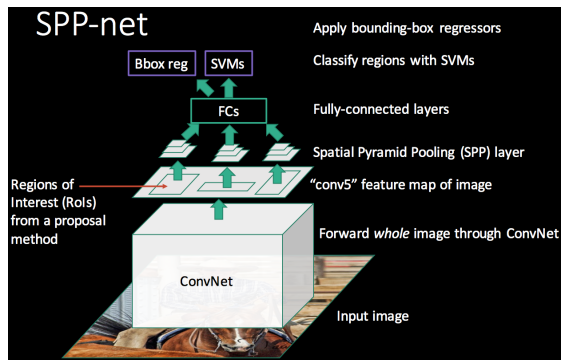 SPP-net
Apply bounding-box regressors
Bbox reg
SVMs
Classify regions with SVMs
FCs
Fully-connected layers
Spatial Pyramid Pooling (SPP) layer
Regions of
Interest (RoIs)
from a proposal
method
“conv5” feature map of image
Forward whole image through ConvNet
ConvNet
Input image